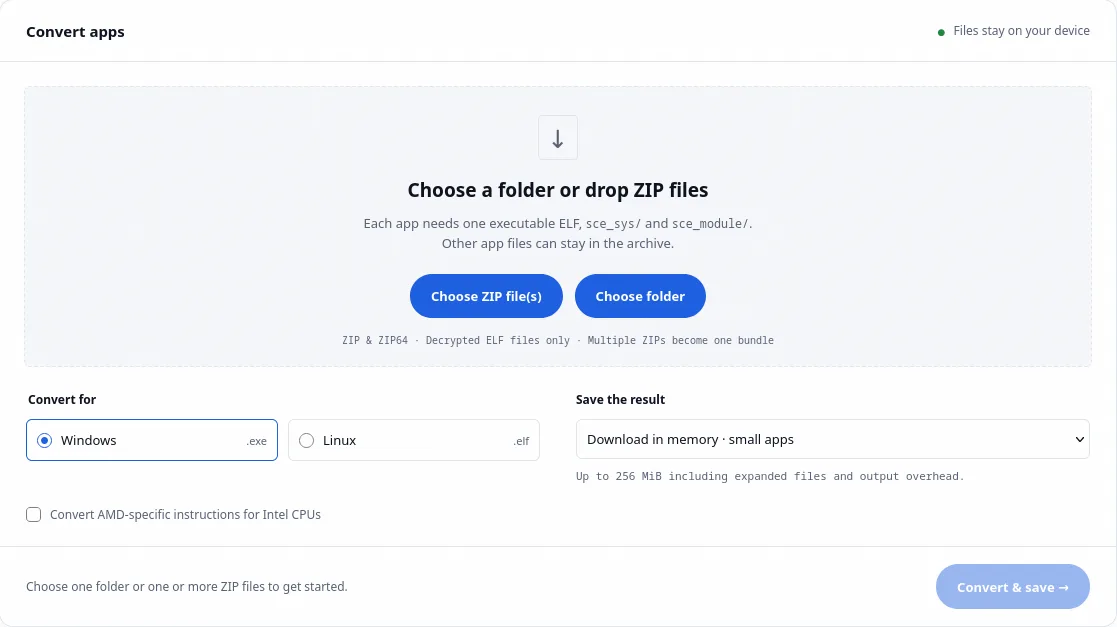 Convert apps
Files stay on your device
Choose a folder or drop ZIP files
Each app needs one executable ELF, sce_sys/ and sce_module/.
Other app files can stay in the archive.
Choose ZIP file(s)
Choose folder
ZIP & ZIP64 · Decrypted ELF files only · Multiple ZIPs become one bundle
Convert for
Windows
.exe
Linux
.elf
Save the result
Download in memory · small apps
Up to 256 MiB including expanded files and output overhead.
Convert AMD-specific instructions for Intel CPUs
Choose one folder or one or more ZIP files to get started.
Convert & save →